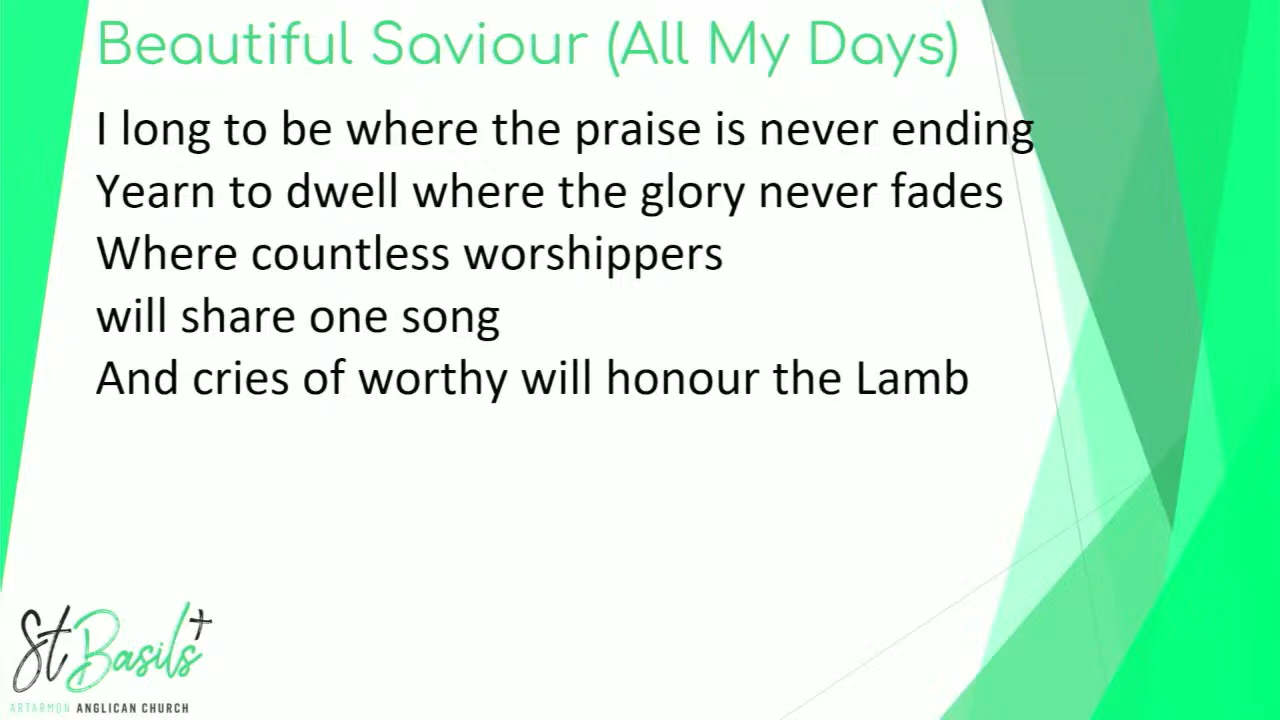 Beautiful Saviour (All My Days)
I long to be where the praise is never ending
Yearn to dwell where the glory never fades
Where countless worshippers
will share one song
And cries of worthy will honour the Lamb
St Basils
ARTARMON ANGLICAN CHURCH